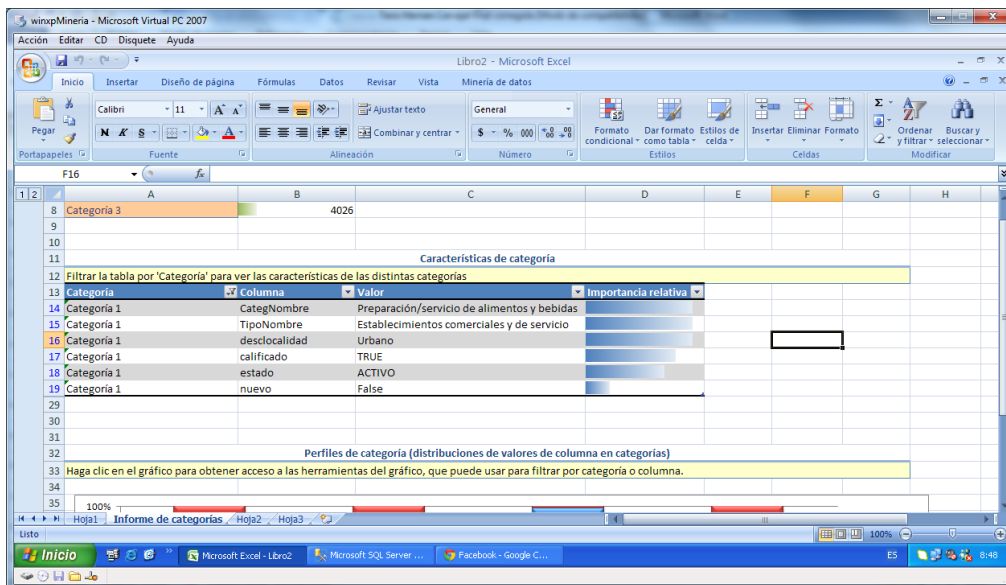 winxpMineria - Microsoft Virtual PC 2007
Acción Editar CD Disquete Ayuda
Libro2 - Microsoft Excel
Inicio Insertar Diseño de página Fórmulas Datos Revisar Vista Minería de datos
Pegar
Calibri 11 A A
N K S A
Ajustar texto
Combinar y centrar
General
$ % 000
Formato condicional
Dar formato como tabla
Estilos de celda
Insertar Eliminar Formato
Ordenar y filtrar
Buscar y seleccionar
Portapapeles Fuente Alineación Número Estilos Celdas Modificar
F16 fx
1 2 A B C D E F G H
8 Categoría 3 4026
9
10
11 Características de categoría
12 Filtrar la tabla por 'Categoría' para ver las características de las distintas categorías
13 Categoría Columna Valor Importancia relativa
14 Categoría 1 CategNombre Preparación/servicio de alimentos y bebidas
15 Categoría 1 TipoNombre Establecimientos comerciales y de servicio
16 Categoría 1 desclocalidad Urbano
17 Categoría 1 calificado TRUE
18 Categoría 1 estado ACTIVO
19 Categoría 1 nuevo False
29
30
31
32 Perfiles de categoría (distribuciones de valores de columna en categorías)
33 Haga clic en el gráfico para obtener acceso a las herramientas del gráfico, que puede usar para filtrar por categoría o columna.
34
35 100%
Hoja1 Informe de categorías Hoja2 Hoja3
Listo 100%
Inicio Microsoft Excel - Libro2 Microsoft SQL Server ... Facebook - Google C... ES 8:48